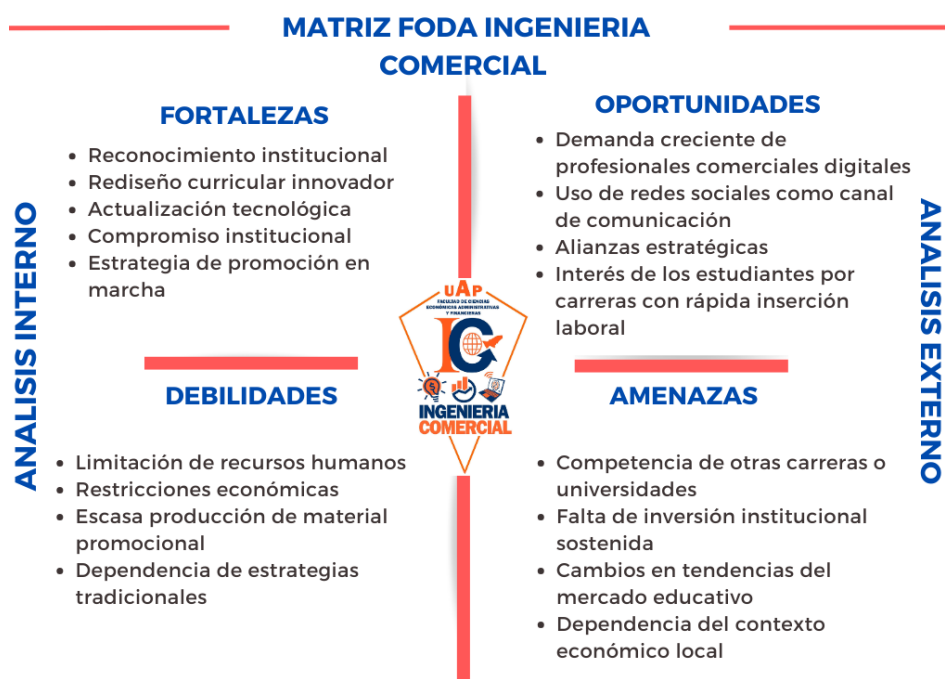 MATRIZ FODA INGENIERIA
COMERCIAL
FORTALEZAS
• Reconocimiento institucional
• Rediseño curricular innovador
• Actualización tecnológica
• Compromiso institucional
• Estrategia de promoción en
marcha
OPORTUNIDADES
• Demanda creciente de
profesionales comerciales digitales
• Uso de redes sociales como canal
de comunicación
• Alianzas estratégicas
• Interés de los estudiantes por
carreras con rápida inserción
laboral
ANALISIS INTERNO
ANALISIS EXTERNO
UAP
FACULTAD DE CIENCIAS
ECONÓMICAS ADMINISTRATIVAS
Y FINANCIERAS
IC
INGENIERIA
COMERCIAL
DEBILIDADES
• Limitación de recursos humanos
• Restricciones económicas
• Escasa producción de material
promocional
• Dependencia de estrategias
tradicionales
AMENAZAS
• Competencia de otras carreras o
universidades
• Falta de inversión institucional
sostenida
• Cambios en tendencias del
mercado educativo
• Dependencia del contexto
económico local